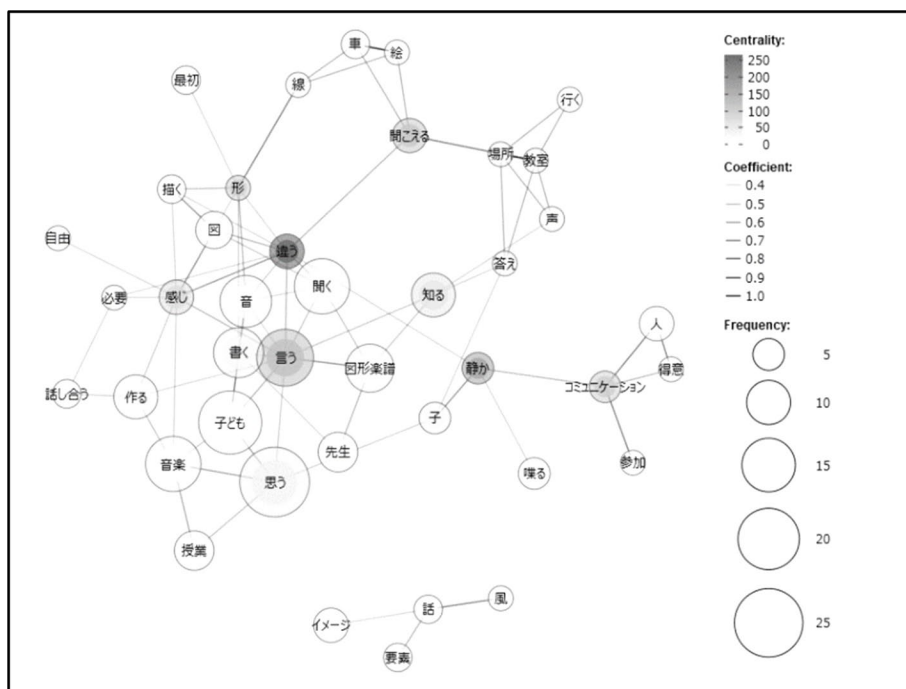 車
絵
線
最初
聞こえる
行く
場所
教室
描く
形
声
図
自由
違う
答え
必要
感じ
音
聞く
知る
人
書く
言う
図形楽譜
静か
コミュニケーション
得意
話し合う
作る
子ども
子
先生
音楽
思う
喋る
参加
授業
イメージ
話
風
要素
Centrality:
250
200
150
100
50
0
Coefficient:
0.4
0.5
0.6
0.7
0.8
0.9
1.0
Frequency:
5
10
15
20
25